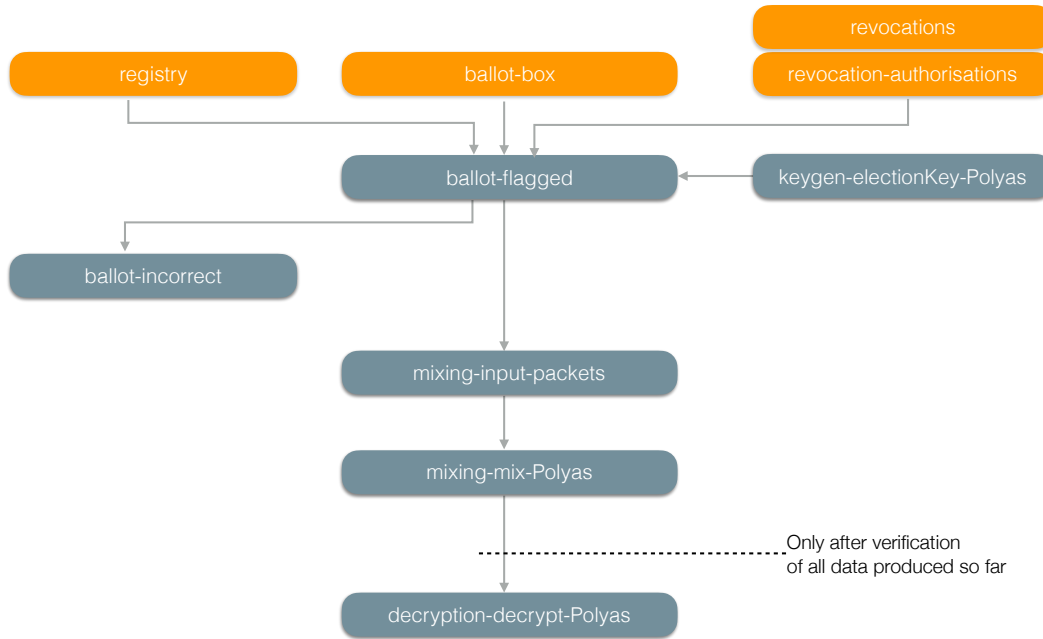 revocations
registry
ballot-box
revocation-authorisations
ballot-flagged
keygen-electionKey-Polyas
ballot-incorrect
mixing-input-packets
mixing-mix-Polyas
Only after verification
of all data produced so far
decryption-decrypt-Polyas